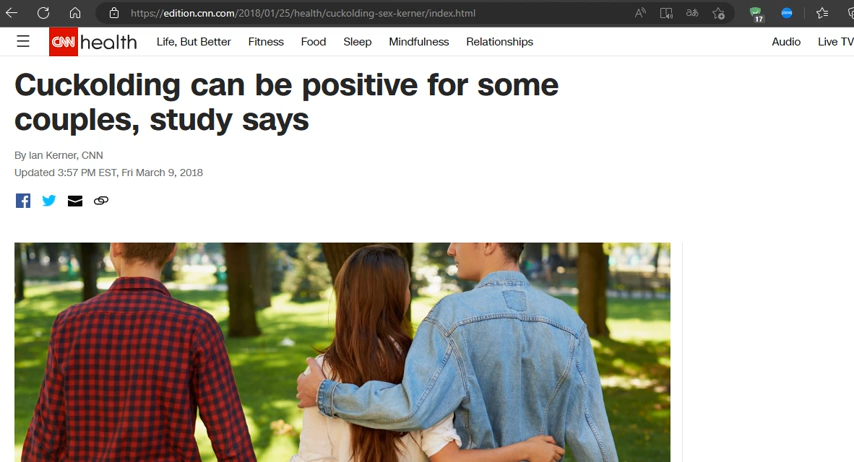 https://edition.cnn.com/2018/01/25/health/cuckolding-sex-kerner/index.html
17
CNN health Life, But Better Fitness Food Sleep Mindfulness Relationships Audio Live TV
Cuckolding can be positive for some
couples, study says
By Ian Kerner, CNN
Updated 3:57 PM EST, Fri March 9, 2018